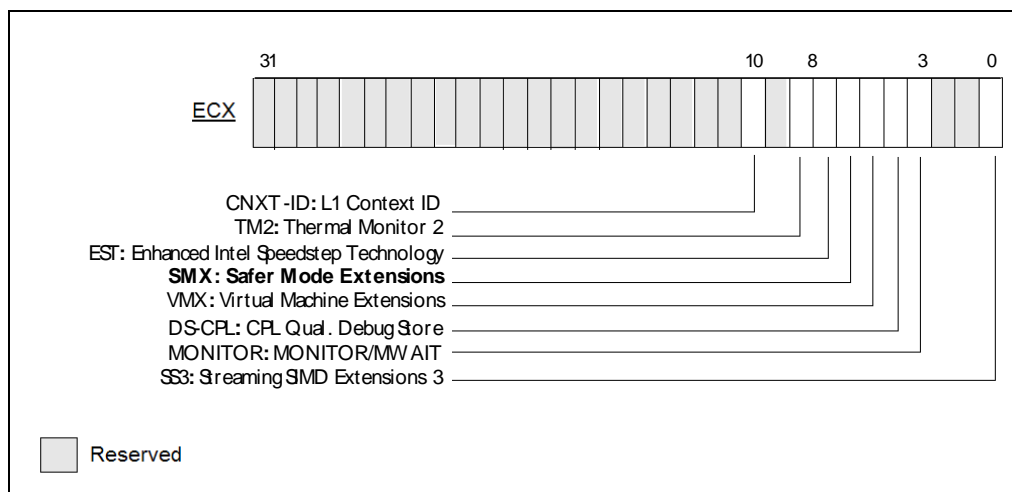 31 10 8 3 0
ECX
CNXT-ID: L1 Context ID
TM2: Thermal Monitor 2
EST: Enhanced Intel Speedstep Technology
SMX: Safer Mode Extensions
VMX: Virtual Machine Extensions
DS-CPL: CPL Qual. Debug Store
MONITOR: MONITOR/MWAIT
SS3: Streaming SIMD Extensions 3
Reserved